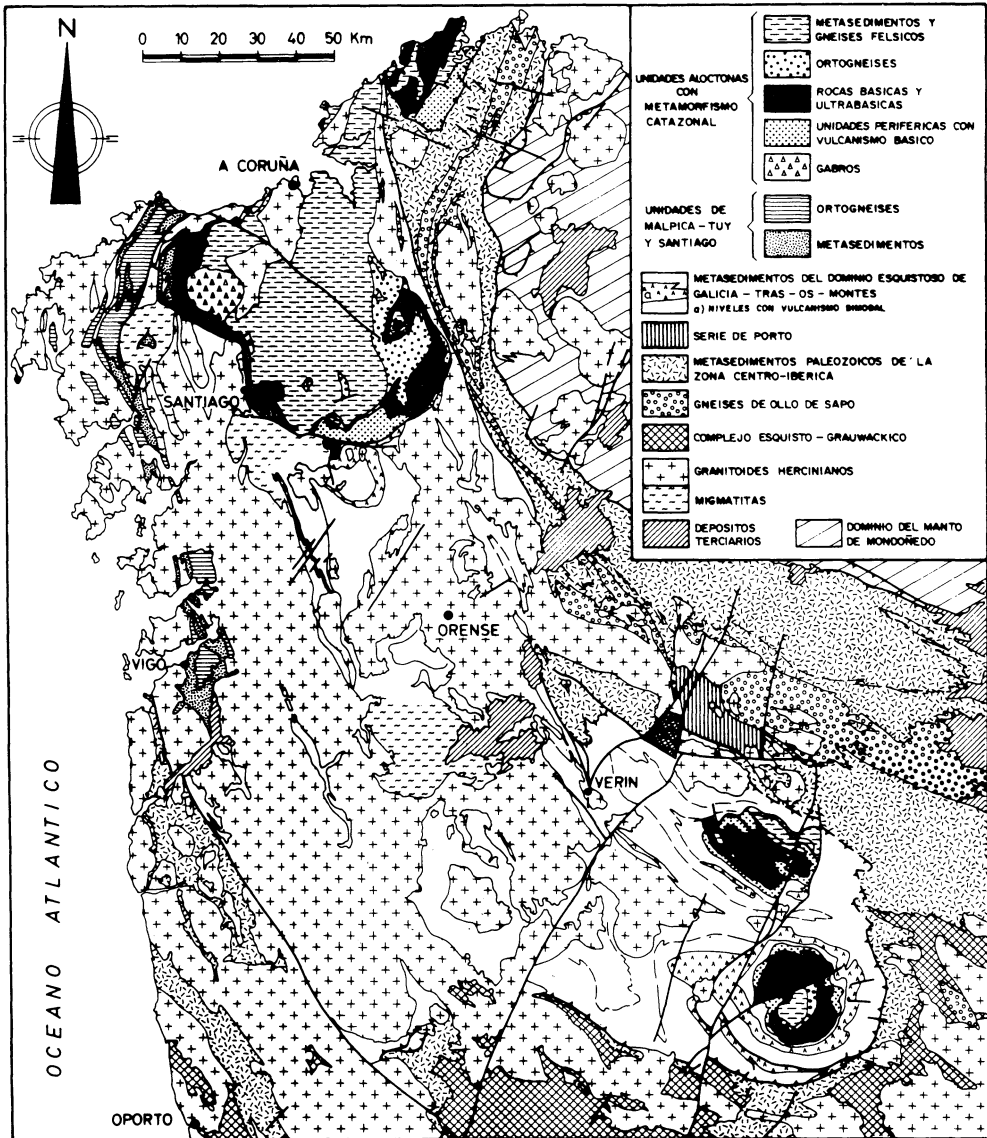 N
0 10 20 30 40 50 Km
A CORUÑA
SANTIAGO
ORENSE
VIGO
VERIN
OCEANO ATLANTICO
OPORTO
UNIDADES ALOCTONAS
CON
METAMORFISMO
CATAZONAL
METASEDIMENTOS Y
GNEISES FELSICOS
ORTOGNEISES
ROCAS BASICAS Y
ULTRABASICAS
UNIDADES PERIFERICAS CON
VULCANISMO BASICO
GABROS
UNIDADES DE
MALPICA - TUY
Y SANTIAGO
ORTOGNEISES
METASEDIMENTOS
METASEDIMENTOS DEL DOMINIO ESQUISTOSO DE
GALICIA - TRAS - OS - MONTES
a) NIVELES CON VULCANISMO BIMODAL
a
SERIE DE PORTO
METASEDIMENTOS PALEOZOICOS DE LA
ZONA CENTRO-IBERICA
GNEISES DE OLLO DE SAPO
COMPLEJO ESQUISTO - GRAUWACKICO
GRANITOIDES HERCINIANOS
MIGMATITAS
DEPOSITOS
TERCIARIOS
DOMINIO DEL MANTO
DE MONDOÑEDO